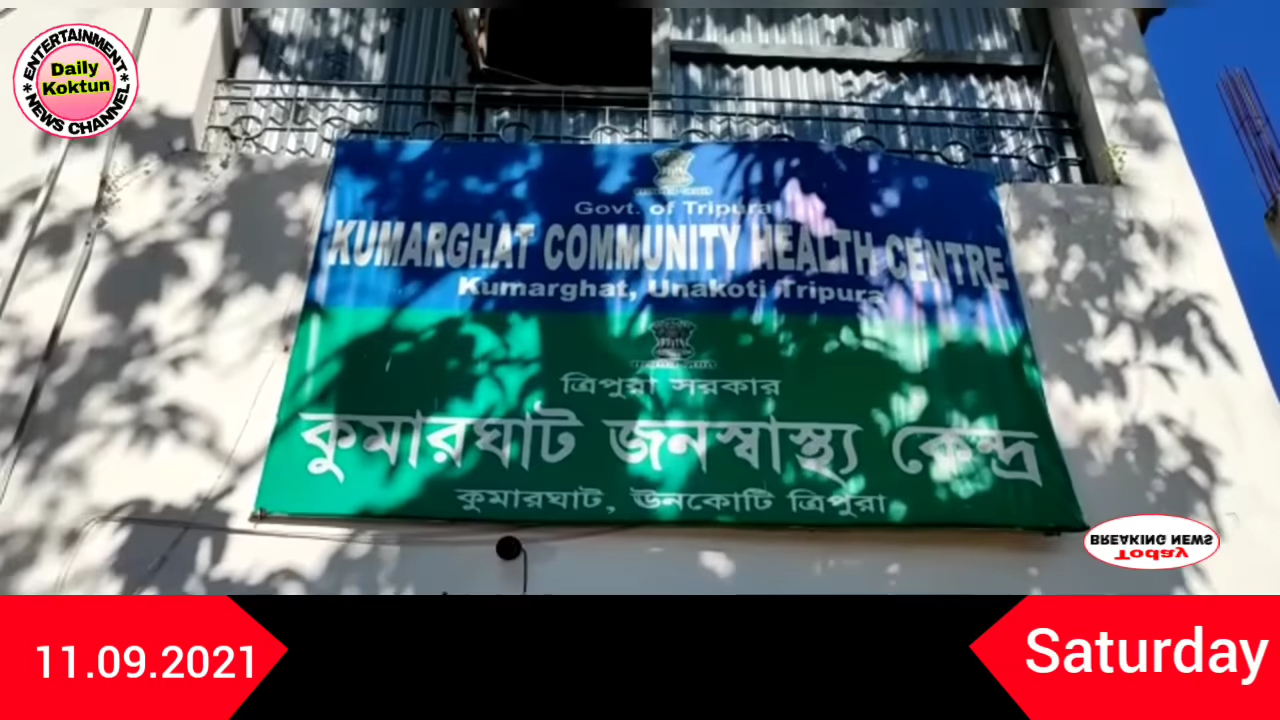 ENTERTAINMENT
Daily
Koktun
NEWS CHANNEL
Govt. of Tripura
KUMARGHAT COMMUNITY HEALTH CENTRE
Kumarghat, Unakoti Tripura
ত্রিপুরা সরকার
কুমারঘাট জনস্বাস্থ্য কেন্দ্র
কুমারঘাট, ঊনকোটি ত্রিপুরা
BREAKING NEWS
Today
11.09.2021
Saturday